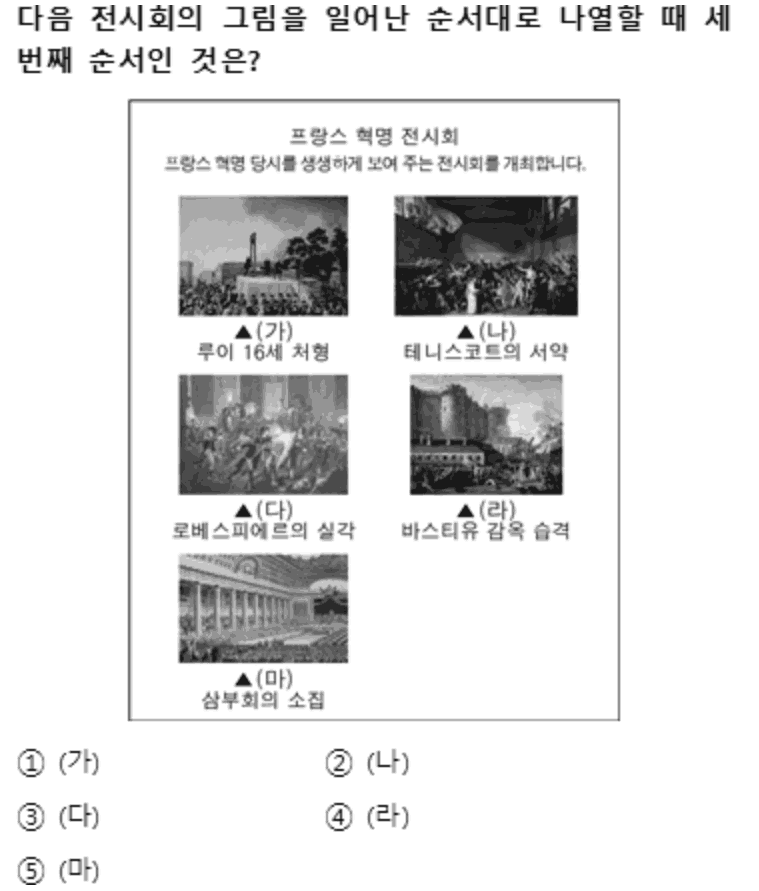 다음 전시회의 그림을 일어난 순서대로 나열할 때 세
번째 순서인 것은?
프랑스 혁명 전시회
프랑스 혁명 당시를 생생하게 보여 주는 전시회를 개최합니다.
▲(가)
루이 16세 처형
▲(나)
테니스코트의 서약
▲(다)
로베스피에르의 실각
▲(라)
바스티유 감옥 습격
▲(마)
삼부회의 소집
① (가)
② (나)
③ (다)
④ (라)
⑤ (마)